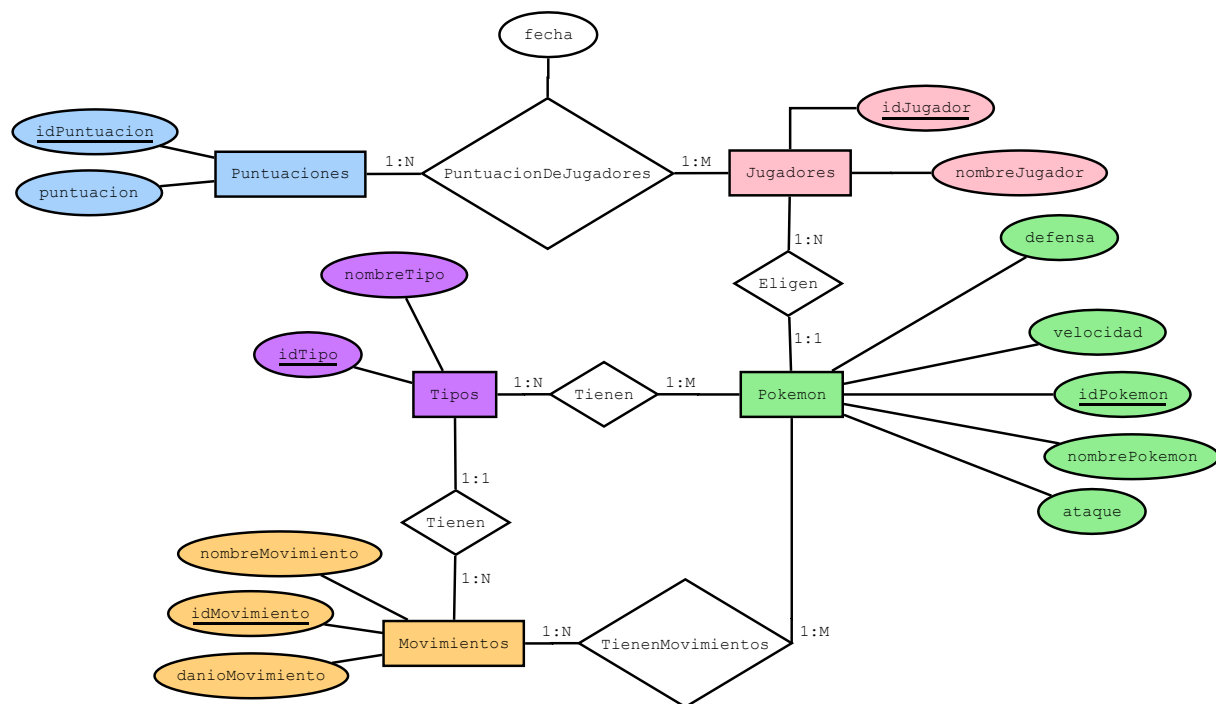 fecha
idJugador
idPuntuacion
1:N
1:M
Puntuaciones
PuntuacionDeJugadores
Jugadores
nombreJugador
puntuacion
defensa
1:N
nombreTipo
Eligen
velocidad
1:1
idTipo
1:N
1:M
Tipos
Tienen
Pokemon
idPokemon
nombrePokemon
1:1
ataque
Tienen
nombreMovimiento
1:N
idMovimiento
1:N
1:M
Movimientos
TienenMovimientos
danioMovimiento